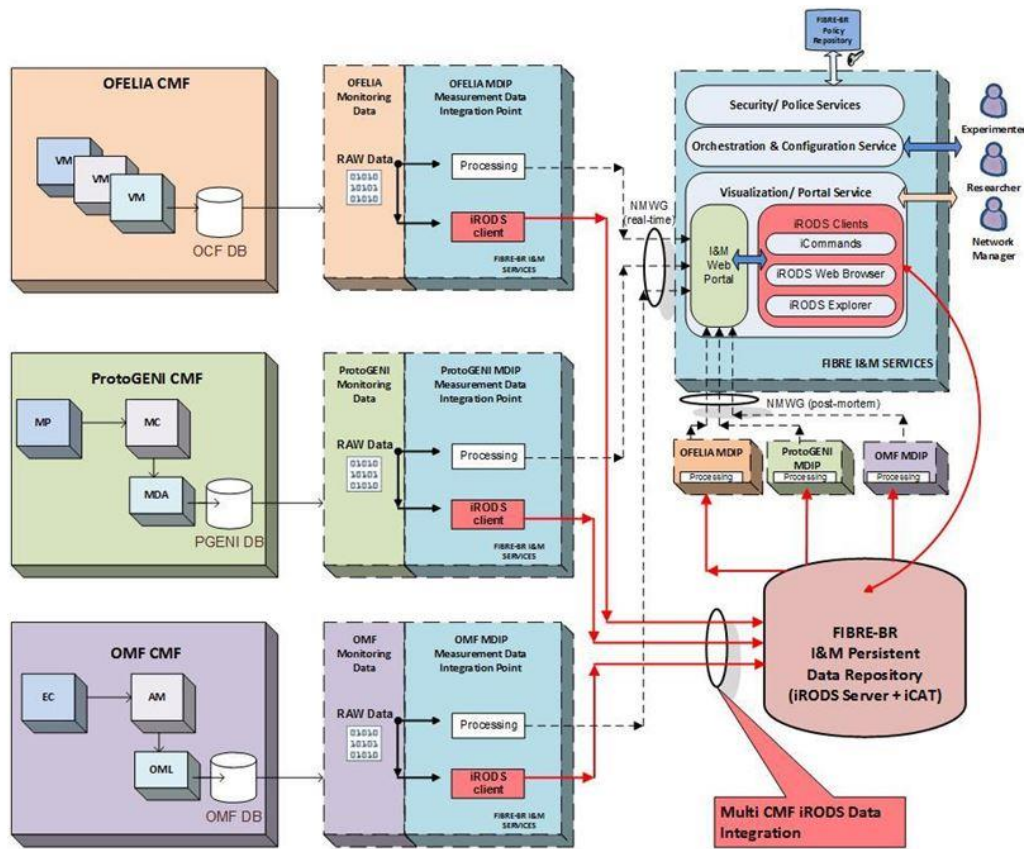 FIBRE-BR
Policy
Repository
OFELIA CMF
VM
VM
VM
OCF DB
OFELIA
Monitoring
Data
RAW Data
01010
10101
01010
OFELIA MDIP
Measurement Data
Integration Point
Processing
iRODS
client
FIBRE-BR I&M
SERVICES
Security/ Police Services
Orchestration & Configuration Service
Visualization/ Portal Service
I&M
Web
Portal
iRODS Clients
iCommands
iRODS Web Browser
iRODS Explorer
FIBRE I&M SERVICES
Experimenter
Researcher
Network
Manager
NMWG
(real-time)
ProtoGENI CMF
MP
MC
MDA
PGENI DB
ProtoGENI
Monitoring
Data
RAW Data
01010
10101
01010
ProtoGENI MDIP
Measurement Data
Integration Point
Processing
iRODS
client
FIBRE-BR I&M
SERVICES
NMWG (post-mortem)
OFELIA MDIP
Processing
ProtoGENI
MDIP
Processing
OMF MDIP
Processing
OMF CMF
EC
AM
OML
OMF DB
OMF
Monitoring
Data
RAW Data
01010
10101
01010
OMF MDIP
Measurement Data
Integration Point
Processing
iRODS
client
FIBRE-BR I&M
SERVICES
FIBRE-BR
I&M Persistent
Data Repository
(iRODS Server + iCAT)
Multi CMF iRODS Data
Integration